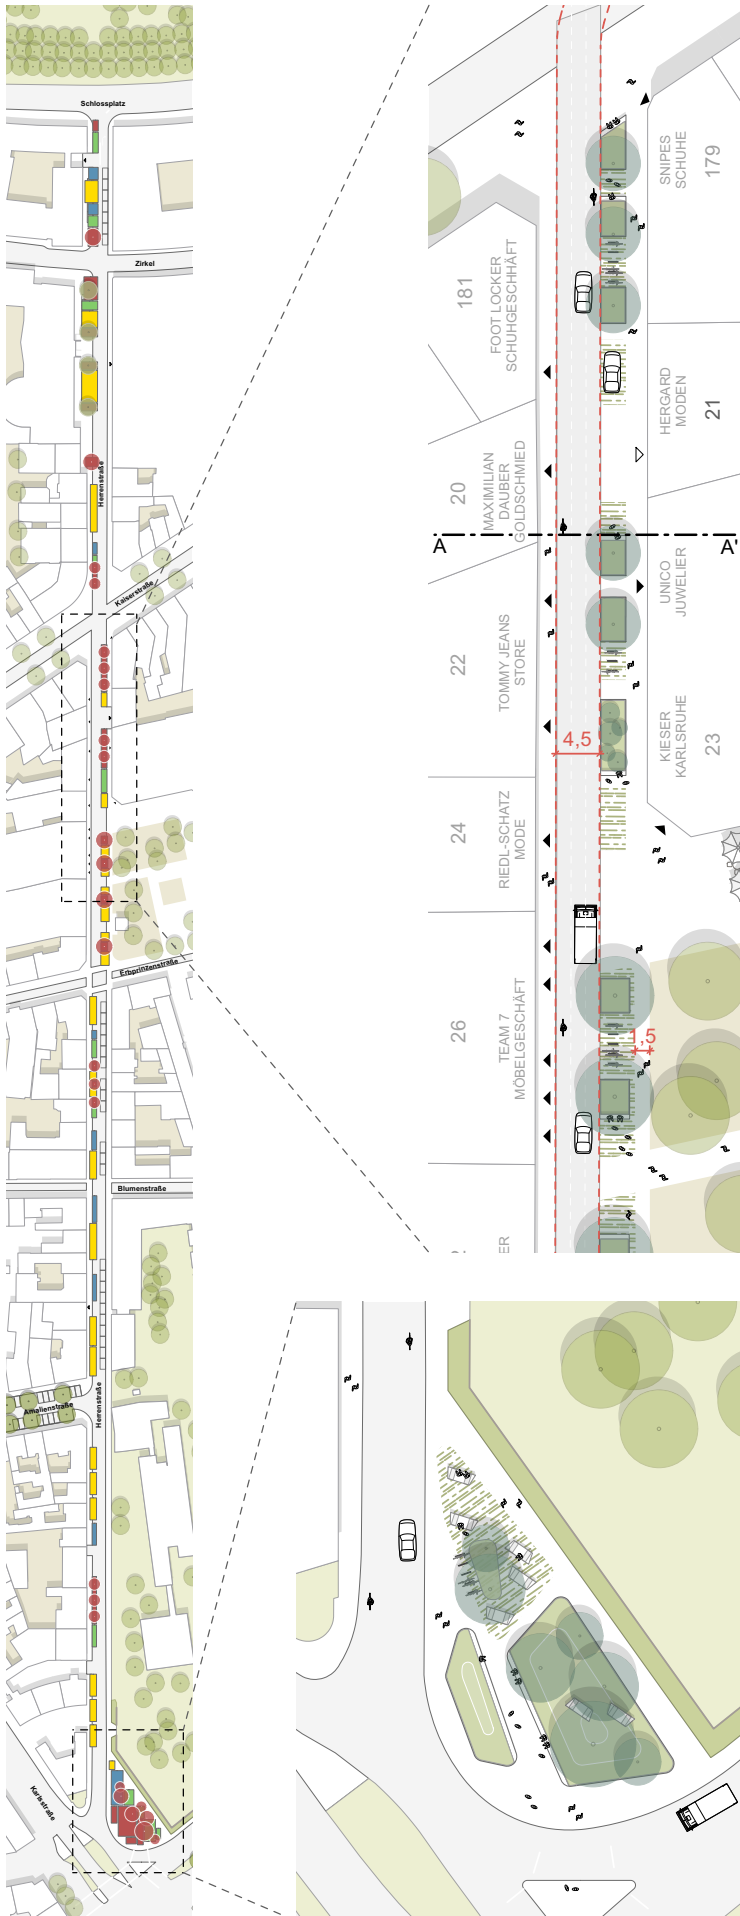 Schlossplatz
Zirkel
Herrenstraße
Kaiserstraße
Erbprinzenstraße
Blumenstraße
Amalienstraße
Herrenstraße
Karlstraße
181
FOOT LOCKER
SCHUHGESCHHÄFT
20
MAXIMILIAN
DAUBER
GOLDSCHMIED
22
TOMMY JEANS
STORE
24
RIEDL-SCHATZ
MODE
26
TEAM 7
MÖBELGESCHÄFT
ER
SNIPES
SCHUHE
179
HERGARD
MODEN
21
UNICO
JUWELIER
KIESER
KARLSRUHE
23
A
A'
4,5
1,5